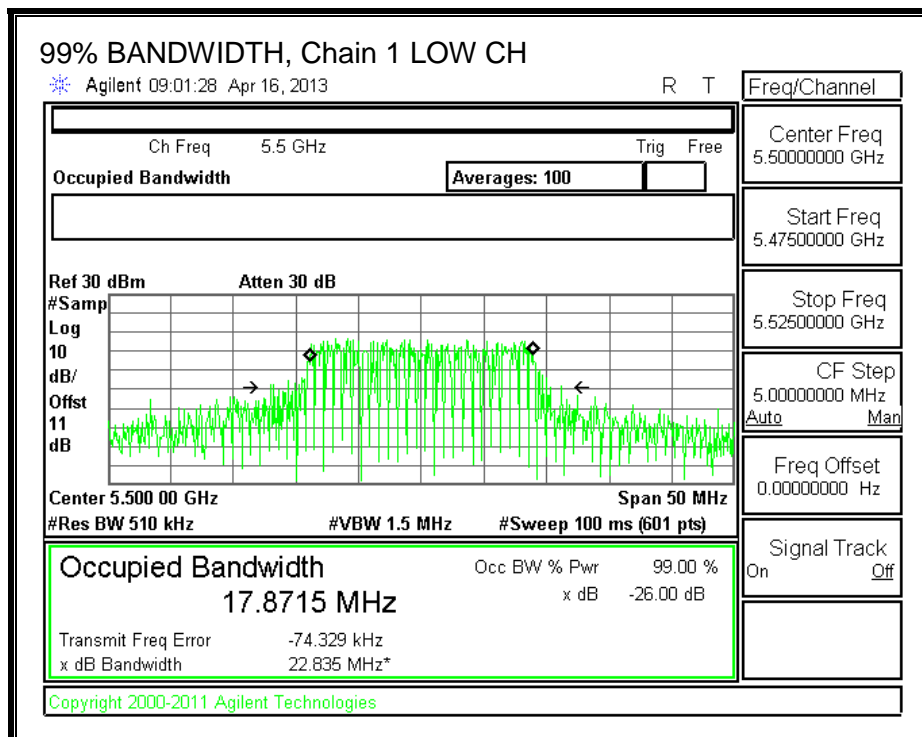 99% BANDWIDTH, Chain 1 LOW CH
Agilent 09:01:28 Apr 16, 2013 R T
Freq/Channel
Ch Freq 5.5 GHz Trig Free
Occupied Bandwidth Averages: 100
Center Freq
5.50000000 GHz
Start Freq
5.47500000 GHz
Stop Freq
5.52500000 GHz
CF Step
5.00000000 MHz
Auto Man
Freq Offset
0.00000000 Hz
Signal Track
On Off
Ref 30 dBm Atten 30 dB
#Samp
Log
10
dB/
Offst
11
dB
Center 5.500 00 GHz Span 50 MHz
#Res BW 510 kHz #VBW 1.5 MHz #Sweep 100 ms (601 pts)
Occupied Bandwidth Occ BW % Pwr 99.00 %
17.8715 MHz x dB -26.00 dB
Transmit Freq Error -74.329 kHz
x dB Bandwidth 22.835 MHz*
Copyright 2000-2011 Agilent Technologies